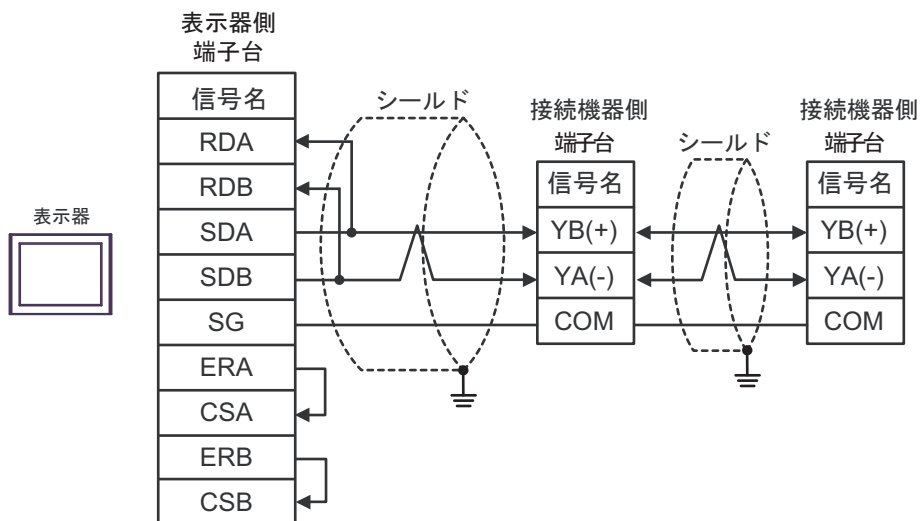 表示器側
端子台
信号名
RDA
RDB
SDA
SDB
SG
ERA
CSA
ERB
CSB
表示器
シールド
接続機器側
端子台
信号名
YB(+)
YA(-)
COM
シールド
接続機器側
端子台
信号名
YB(+)
YA(-)
COM